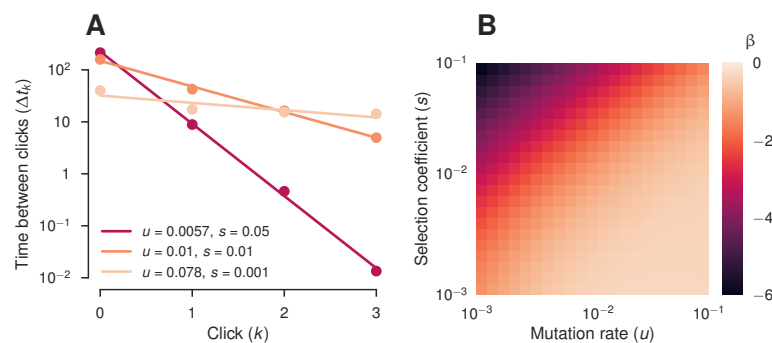 A
Time between clicks (Δtₖ)
10²
10
1
10⁻¹
10⁻²
u = 0.0057, s = 0.05
u = 0.01, s = 0.01
u = 0.078, s = 0.001
0 1 2 3
Click (k)
B
β
Selection coefficient (s)
10⁻¹
10⁻²
10⁻³
10⁻³ 10⁻² 10⁻¹
Mutation rate (u)
0
−2
−4
−6